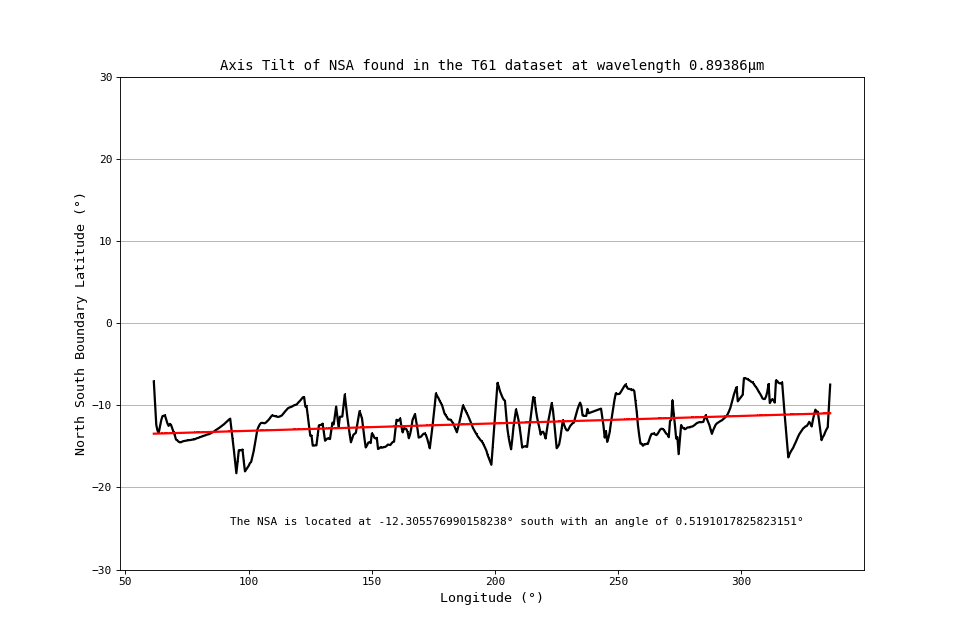 Axis Tilt of NSA found in the T61 dataset at wavelength 0.89386μm
30
20
10
0
−10
−20
−30
North South Boundary Latitude (°)
The NSA is located at -12.305576990158238° south with an angle of 0.5191017825823151°
50 100 150 200 250 300
Longitude (°)